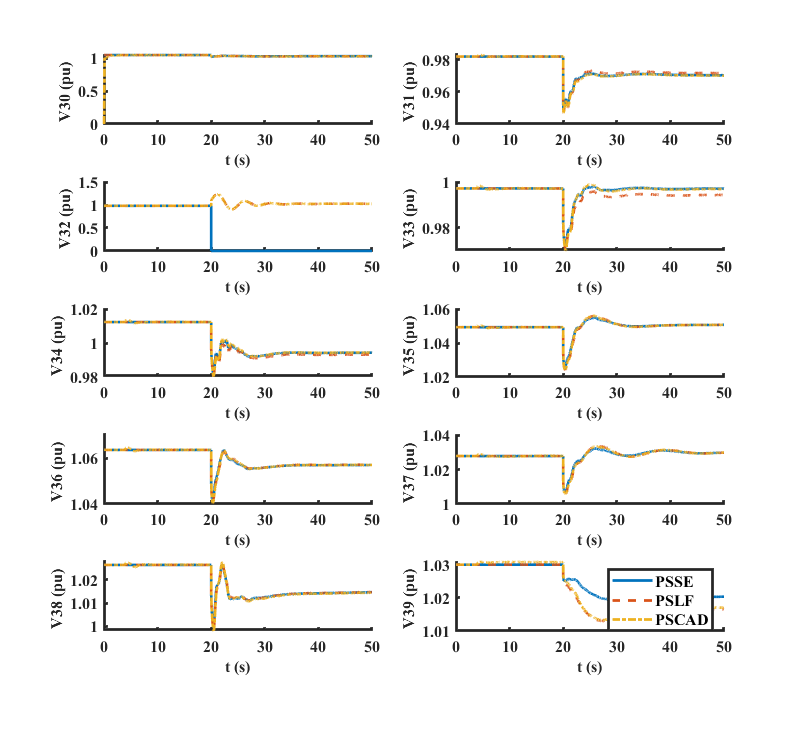 V30 (pu)
1
0.5
0
0 10 20 30 40 50
t (s)
V31 (pu)
0.98
0.96
0.94
0 10 20 30 40 50
t (s)
V32 (pu)
1.5
1
0.5
0
0 10 20 30 40 50
t (s)
V33 (pu)
1
0.98
0 10 20 30 40 50
t (s)
V34 (pu)
1.02
1
0.98
0 10 20 30 40 50
t (s)
V35 (pu)
1.06
1.04
1.02
0 10 20 30 40 50
t (s)
V36 (pu)
1.06
1.04
0 10 20 30 40 50
t (s)
V37 (pu)
1.04
1.02
1
0 10 20 30 40 50
t (s)
V38 (pu)
1.02
1.01
1
0 10 20 30 40 50
t (s)
V39 (pu)
1.03
1.02
1.01
0 10 20 30 40 50
t (s)
PSSE
PSLF
PSCAD